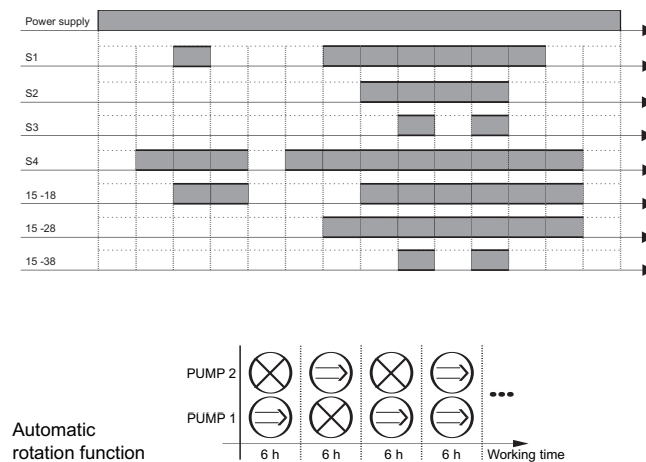 Power supply
S1
S2
S3
S4
15 -18
15 -28
15 -38
PUMP 2
PUMP 1
Automatic
rotation function
6 h 6 h 6 h 6 h Working time